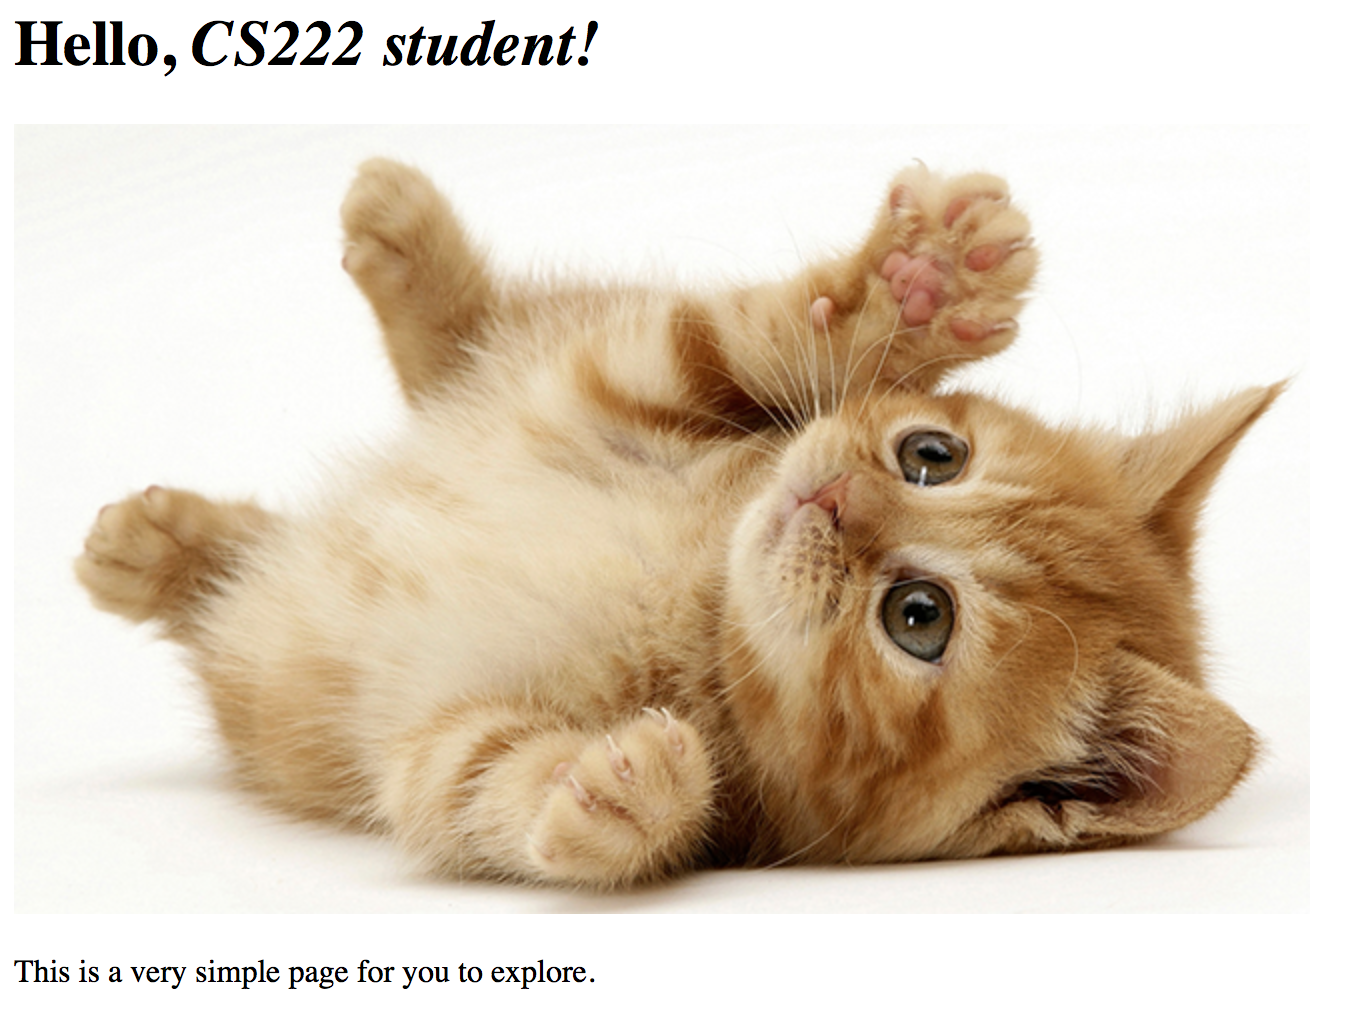 Hello, CS222 student!
This is a very simple page for you to explore.